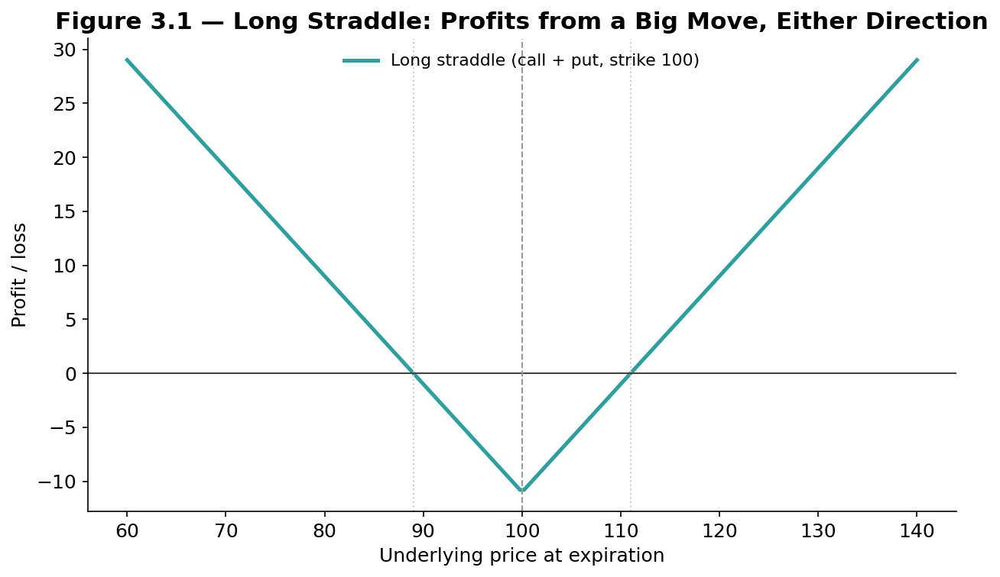 Figure 3.1 — Long Straddle: Profits from a Big Move, Either Direction
Long straddle (call + put, strike 100)
30
25
20
15
10
5
0
−5
−10
Profit / loss
60 70 80 90 100 110 120 130 140
Underlying price at expiration